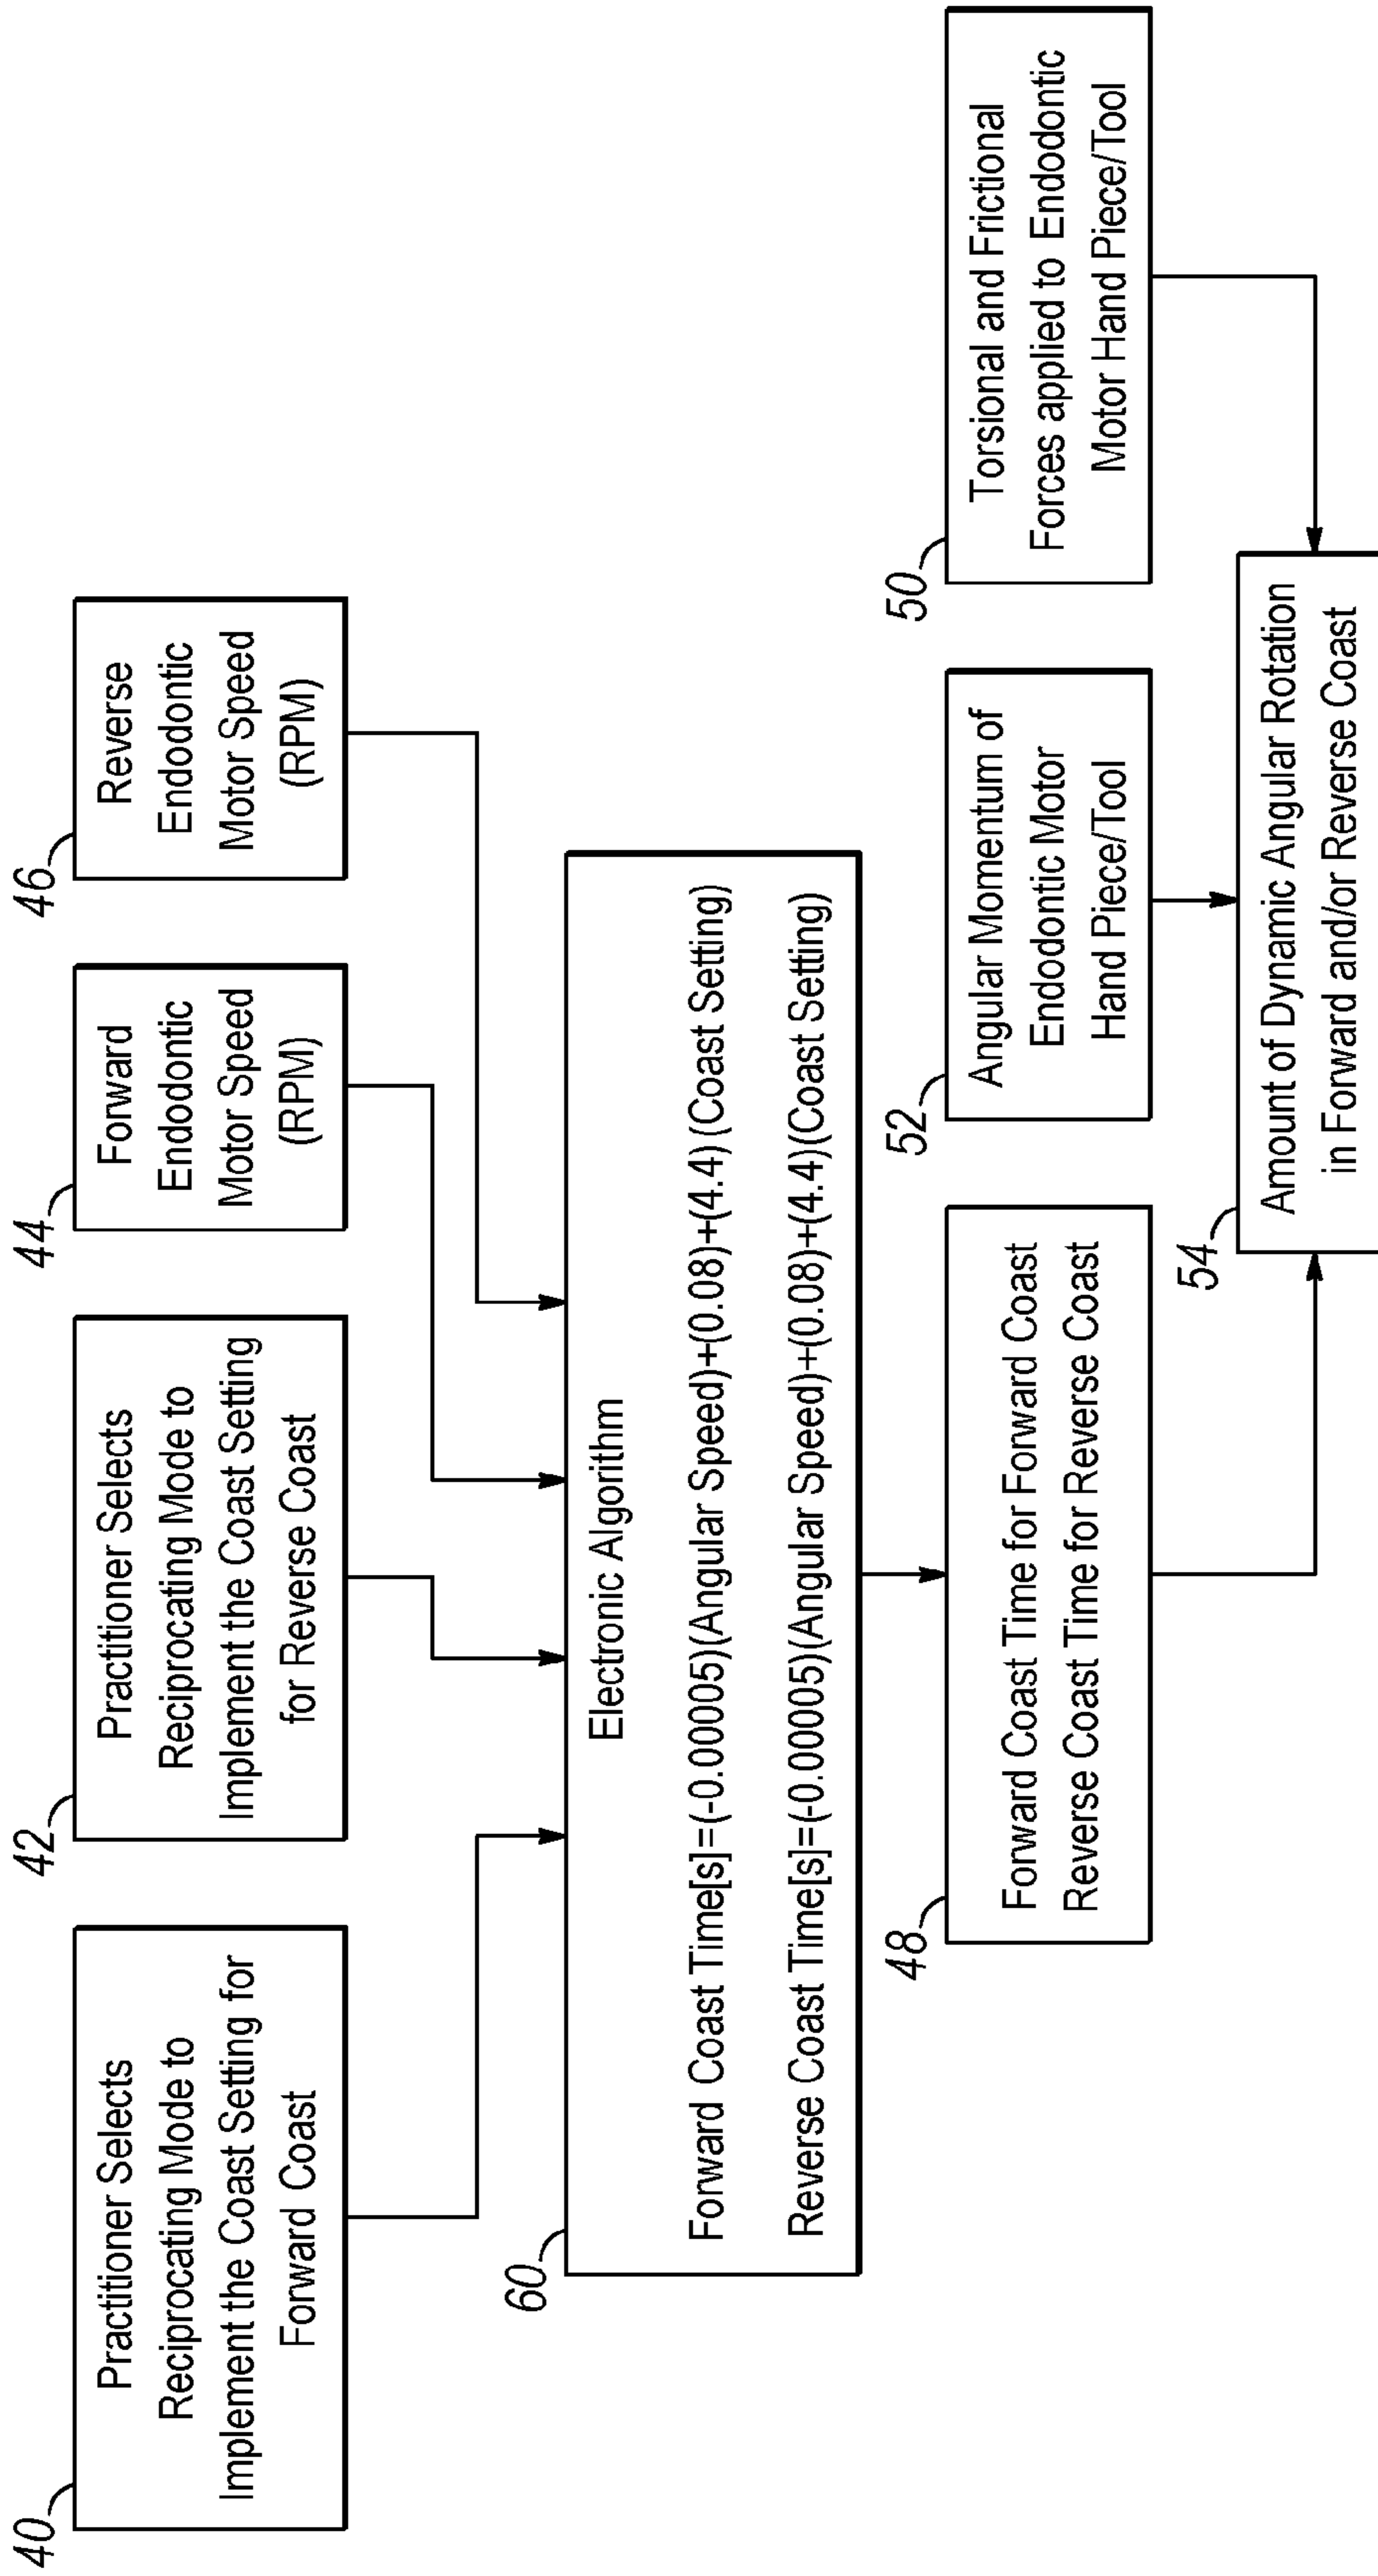 40
Practitioner Selects
Reciprocating Mode to
Implement the Coast Setting for
Forward Coast
42
Practitioner Selects
Reciprocating Mode to
Implement the Coast Setting
for Reverse Coast
44
Forward
Endodontic
Motor Speed
(RPM)
46
Reverse
Endodontic
Motor Speed
(RPM)
60
Electronic Algorithm
Forward Coast Time[s]=(-0.00005)(Angular Speed)+(0.08)+(4.4)(Coast Setting)
Reverse Coast Time[s]=(-0.00005)(Angular Speed)+(0.08)+(4.4)(Coast Setting)
48
Forward Coast Time for Forward Coast
Reverse Coast Time for Reverse Coast
52
Angular Momentum of
Endodontic Motor
Hand Piece/Tool
50
Torsional and Frictional
Forces applied to Endodontic
Motor Hand Piece/Tool
54
Amount of Dynamic Angular Rotation
in Forward and/or Reverse Coast